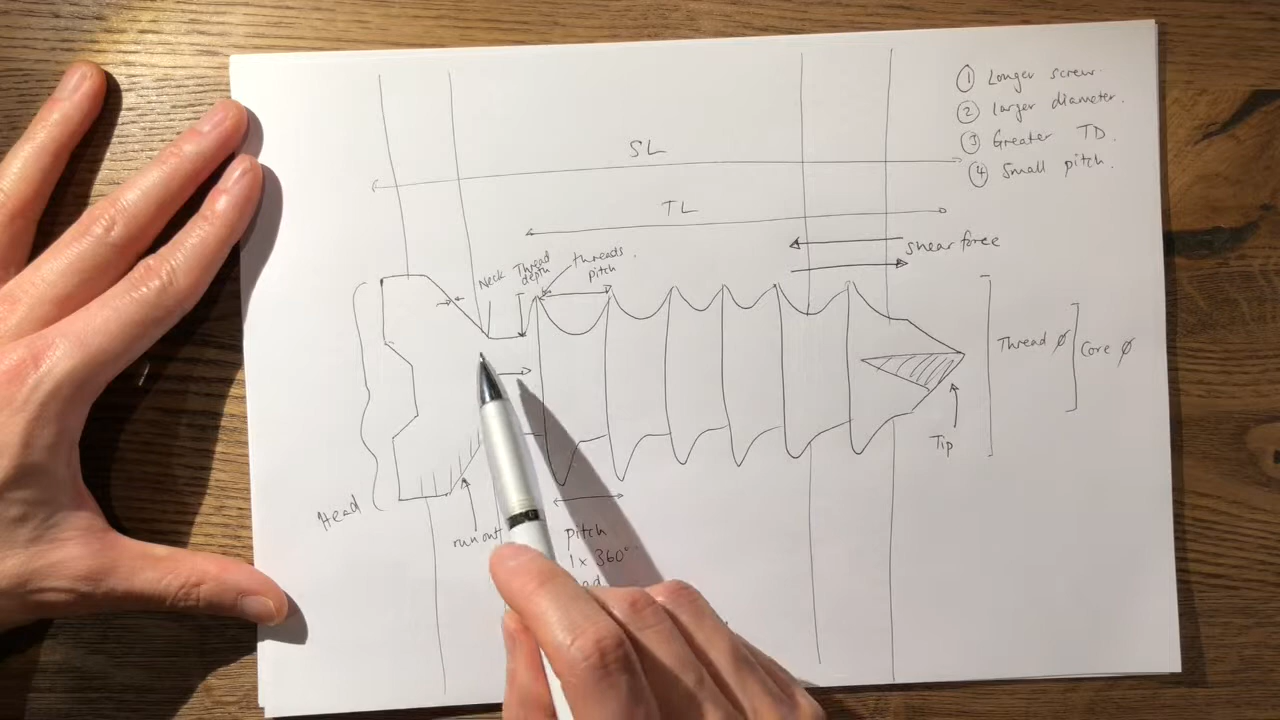 ① Longer screw.
② Larger diameter.
③ Greater TD.
④ Small pitch.
SL
TL
shear force
Neck
Thread
depth
threads
pitch
Thread ø
Core ø
Tip
Head
run out
pitch
1 x 360°